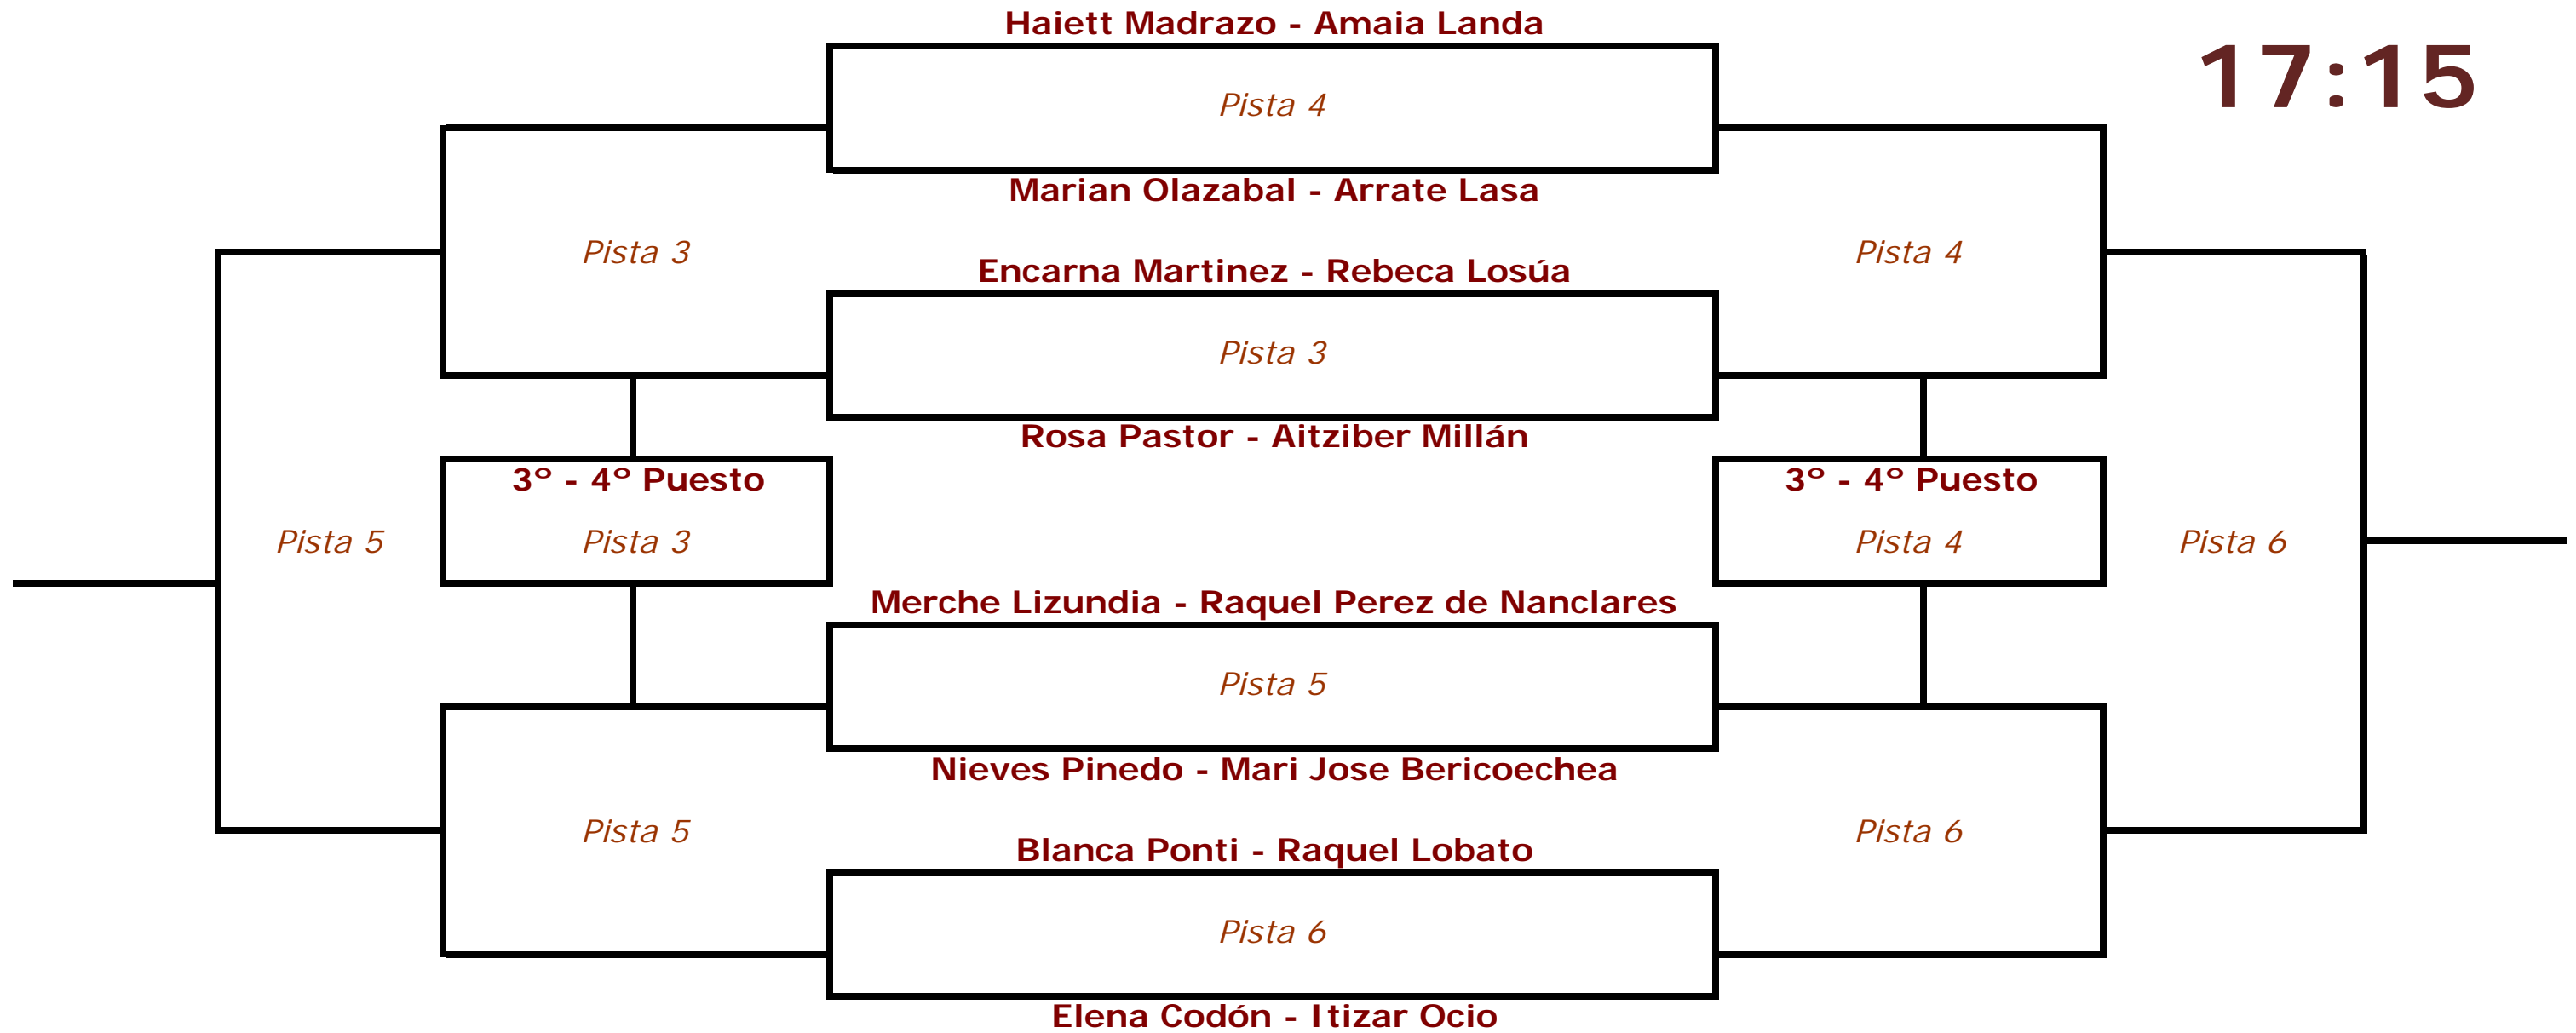 Haiett Madrazo - Amaia Landa
17:15
Pista 4
Marian Olazabal - Arrate Lasa
Pista 3
Pista 4
Encarna Martinez - Rebeca Losúa
Pista 3
Rosa Pastor - Aitziber Millán
3º - 4º Puesto
3º - 4º Puesto
Pista 5
Pista 3
Pista 4
Pista 6
Merche Lizundia - Raquel Perez de Nanclares
Pista 5
Nieves Pinedo - Mari Jose Bericoechea
Pista 5
Pista 6
Blanca Ponti - Raquel Lobato
Pista 6
Elena Codón - Itizar Ocio